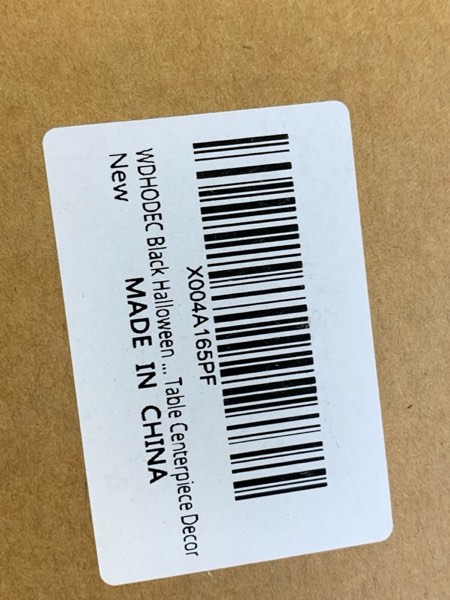 X004A165PF
WDHODEC Black Halloween ... Table Centerpiece Decor
New
MADE IN CHINA